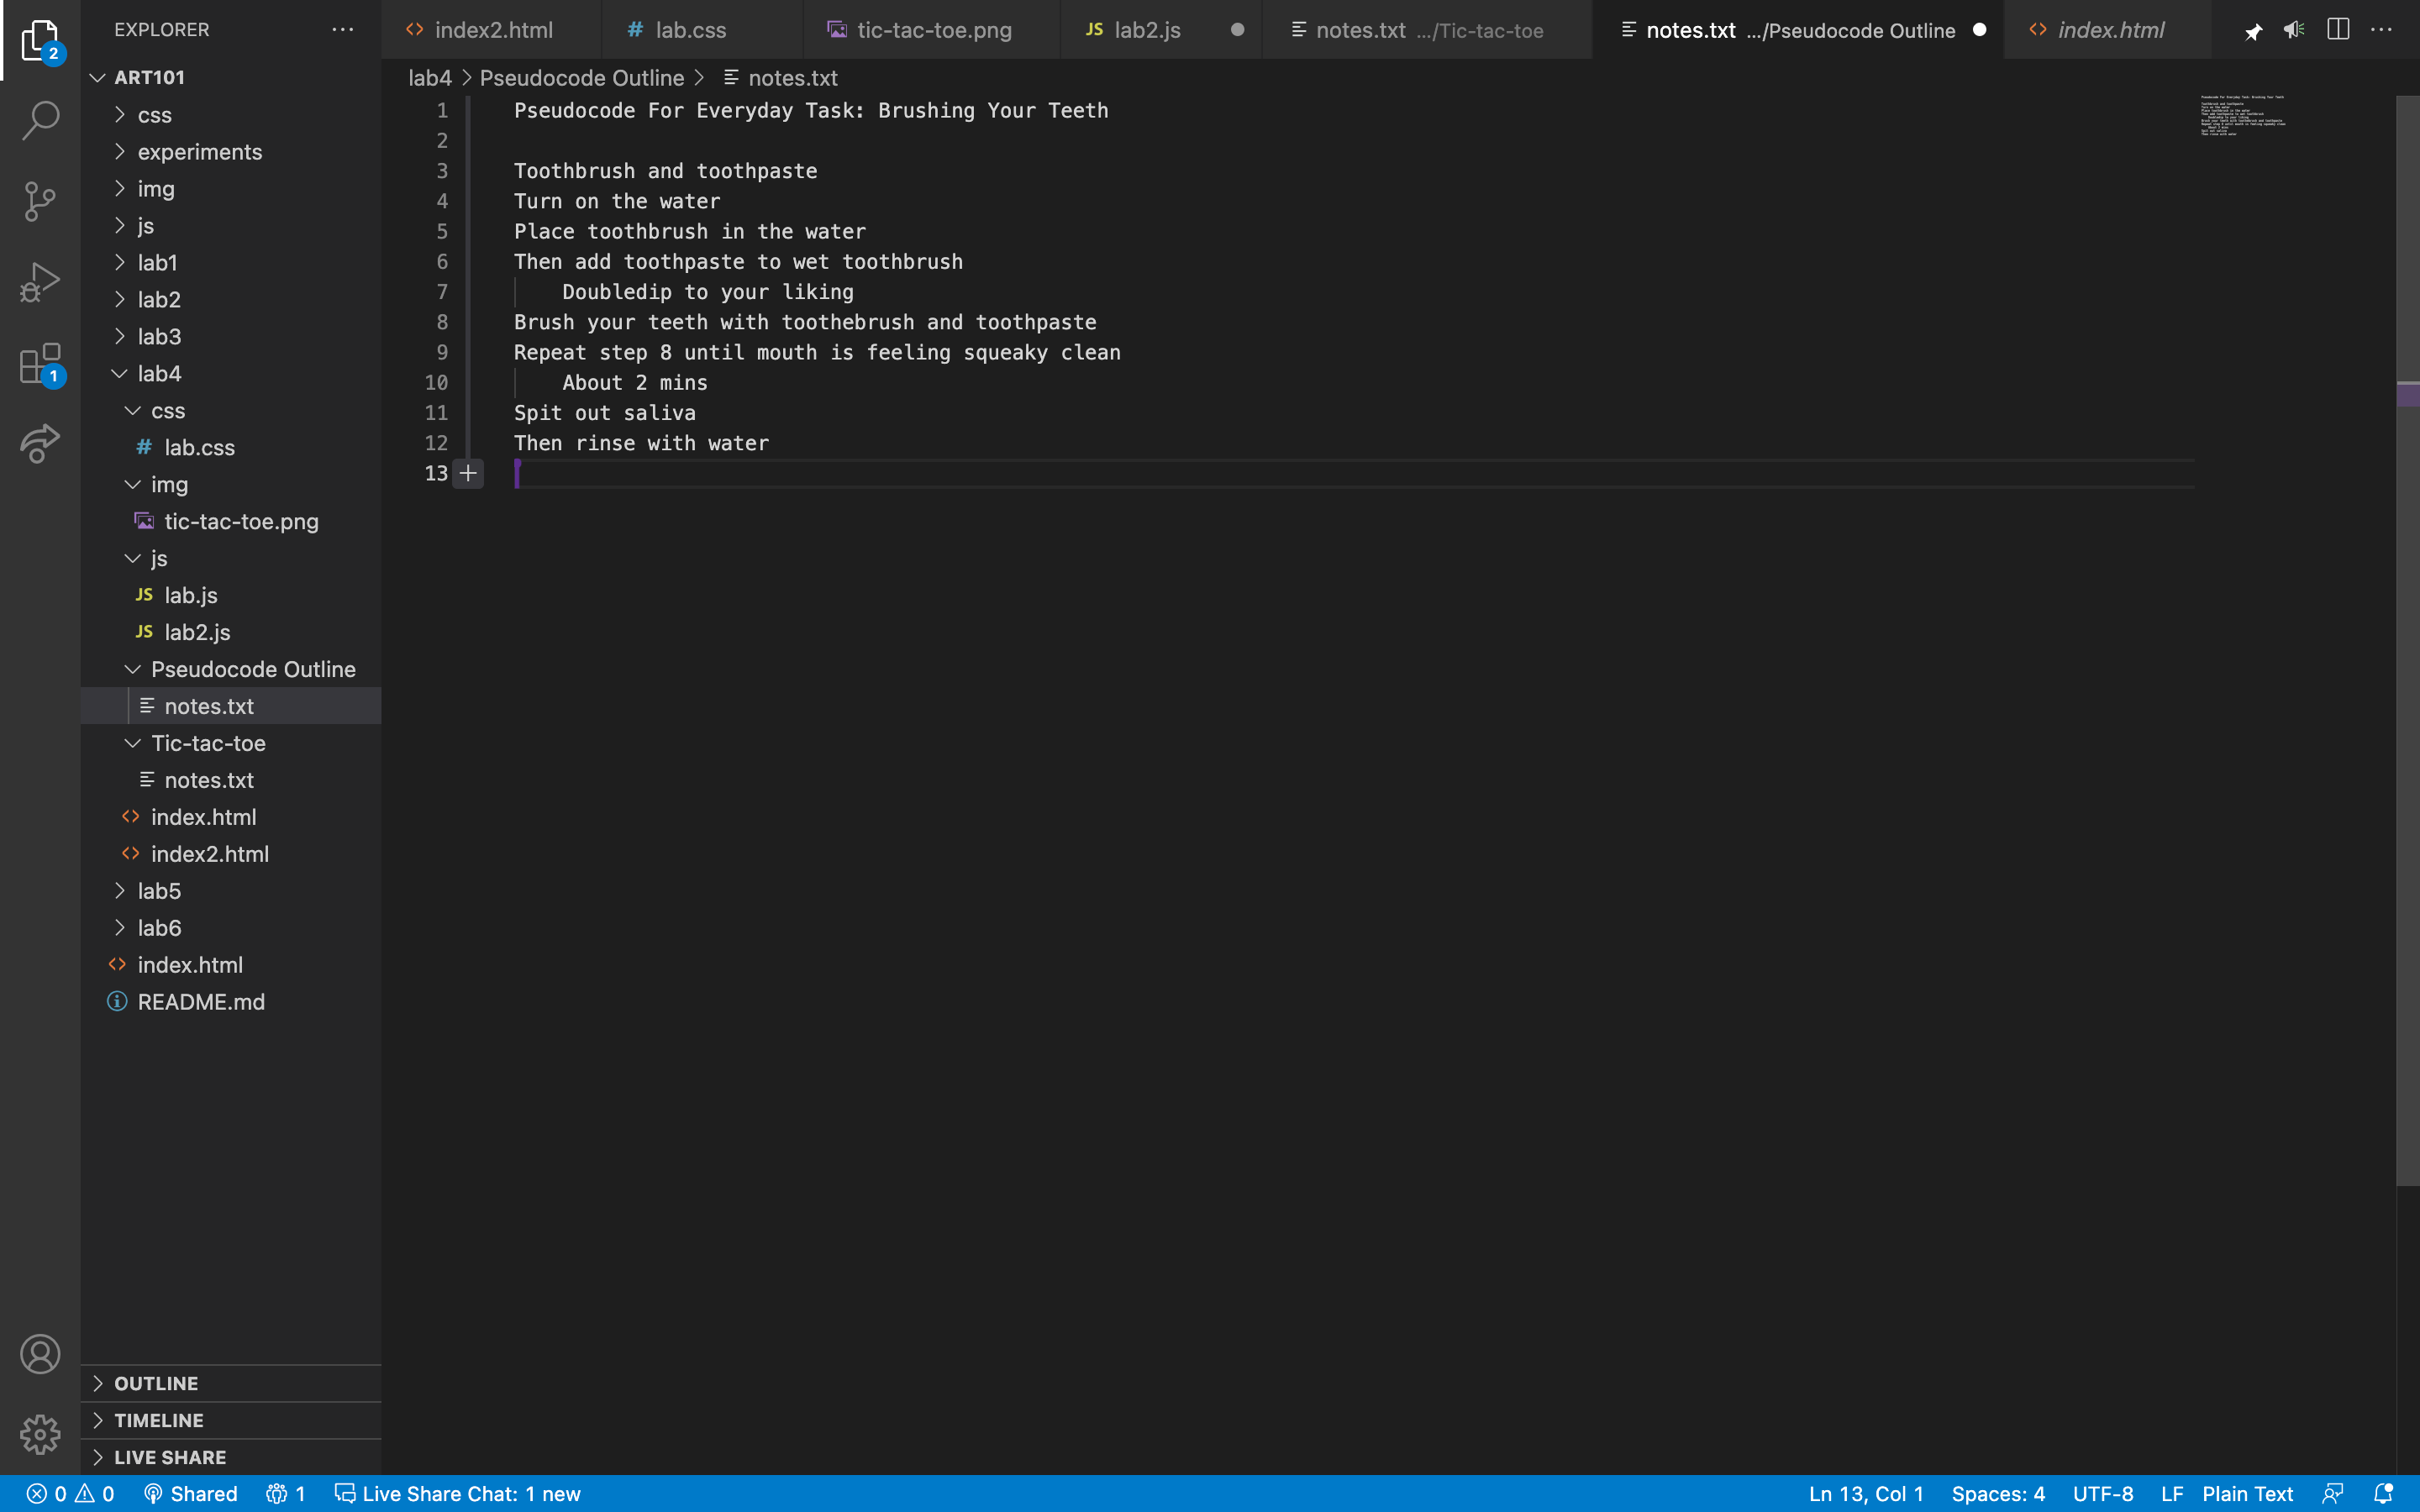 EXPLORER
ART101
css
experiments
img
js
lab1
lab2
lab3
lab4
css
# lab.css
img
tic-tac-toe.png
js
JS lab.js
JS lab2.js
Pseudocode Outline
notes.txt
Tic-tac-toe
notes.txt
<> index.html
<> index2.html
lab5
lab6
<> index.html
README.md
OUTLINE
TIMELINE
LIVE SHARE
2
1
<> index2.html
# lab.css
tic-tac-toe.png
JS lab2.js
notes.txt .../Tic-tac-toe
notes.txt .../Pseudocode Outline
<> index.html
lab4 > Pseudocode Outline > notes.txt
1 Pseudocode For Everyday Task: Brushing Your Teeth
2
3 Toothbrush and toothpaste
4 Turn on the water
5 Place toothbrush in the water
6 Then add toothpaste to wet toothbrush
7 Doubledip to your liking
8 Brush your teeth with toothebrush and toothpaste
9 Repeat step 8 until mouth is feeling squeaky clean
10 About 2 mins
11 Spit out saliva
12 Then rinse with water
13
0 0 Shared 1 Live Share Chat: 1 new
Ln 13, Col 1 Spaces: 4 UTF-8 LF Plain Text